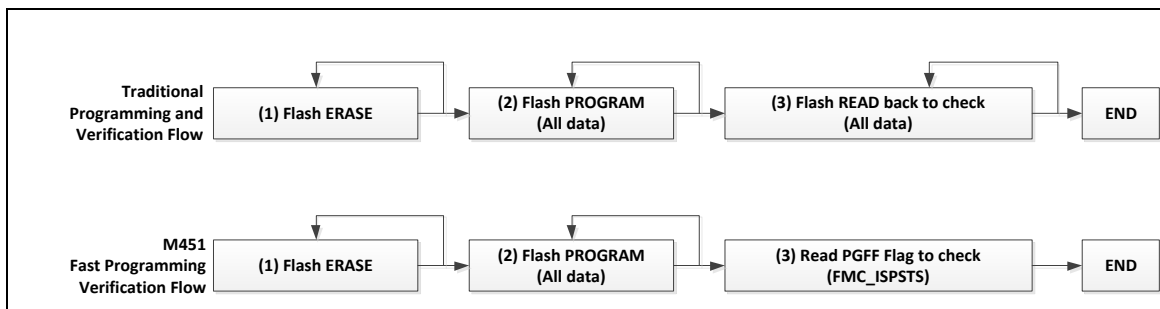 Traditional
Programming and
Verification Flow
(1) Flash ERASE
(2) Flash PROGRAM
(All data)
(3) Flash READ back to check
(All data)
END
M451
Fast Programming
Verification Flow
(1) Flash ERASE
(2) Flash PROGRAM
(All data)
(3) Read PGFF Flag to check
(FMC_ISPSTS)
END